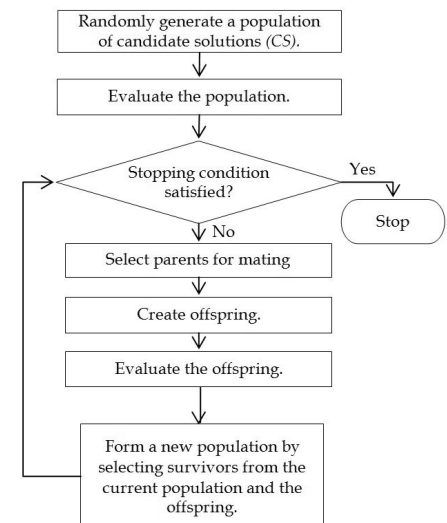 Randomly generate a population
of candidate solutions (CS).
Evaluate the population.
Stopping condition
satisfied?
Yes
Stop
No
Select parents for mating
Create offspring.
Evaluate the offspring.
Form a new population by
selecting survivors from the
current population and the
offspring.